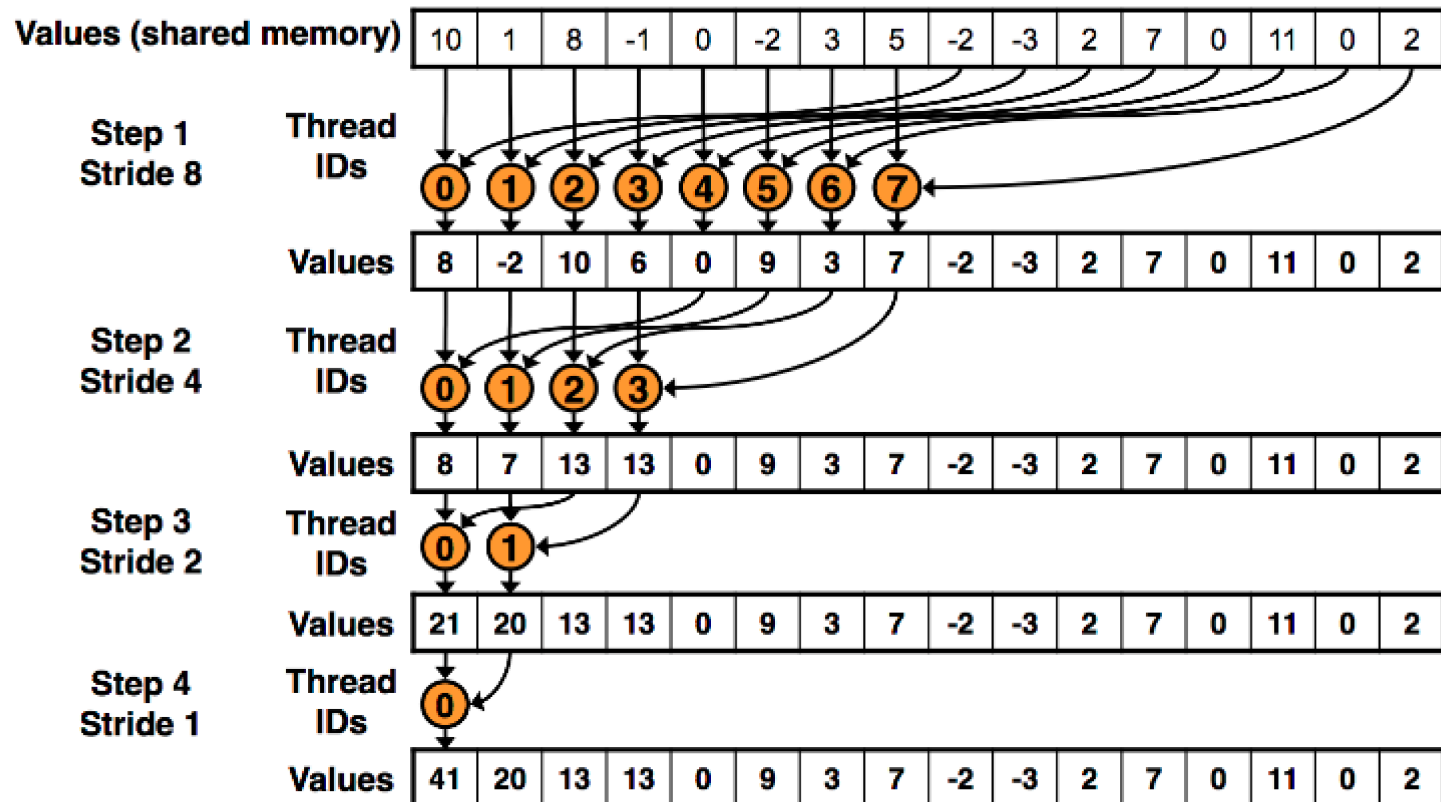 Values (shared memory) 10 1 8 -1 0 -2 3 5 -2 -3 2 7 0 11 0 2
Step 1 Thread
Stride 8 IDs
0 1 2 3 4 5 6 7
Values 8 -2 10 6 0 9 3 7 -2 -3 2 7 0 11 0 2
Step 2 Thread
Stride 4 IDs
0 1 2 3
Values 8 7 13 13 0 9 3 7 -2 -3 2 7 0 11 0 2
Step 3 Thread
Stride 2 IDs
0 1
Values 21 20 13 13 0 9 3 7 -2 -3 2 7 0 11 0 2
Step 4 Thread
Stride 1 IDs
0
Values 41 20 13 13 0 9 3 7 -2 -3 2 7 0 11 0 2